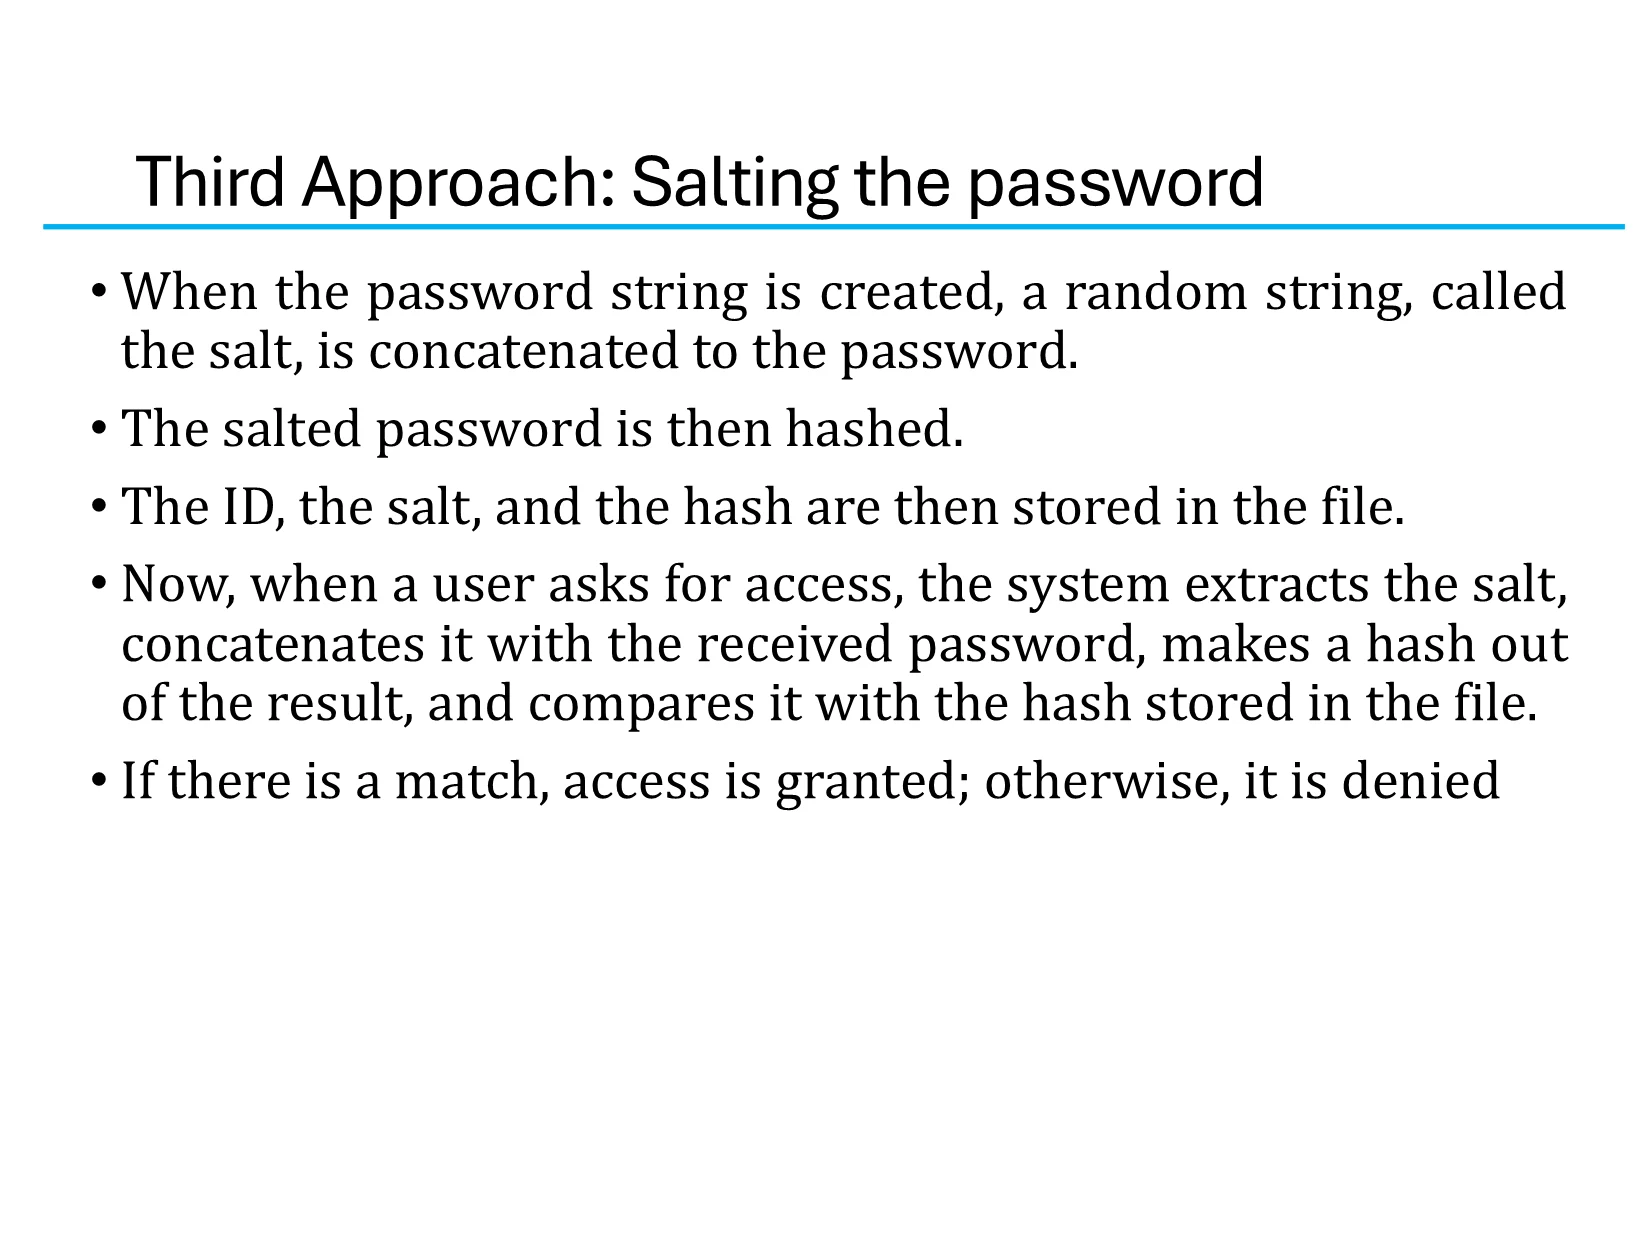 Third Approach: Salting the password
• When the password string is created, a random string, called
the salt, is concatenated to the password.
• The salted password is then hashed.
• The ID, the salt, and the hash are then stored in the file.
• Now, when a user asks for access, the system extracts the salt,
concatenates it with the received password, makes a hash out
of the result, and compares it with the hash stored in the file.
• If there is a match, access is granted; otherwise, it is denied